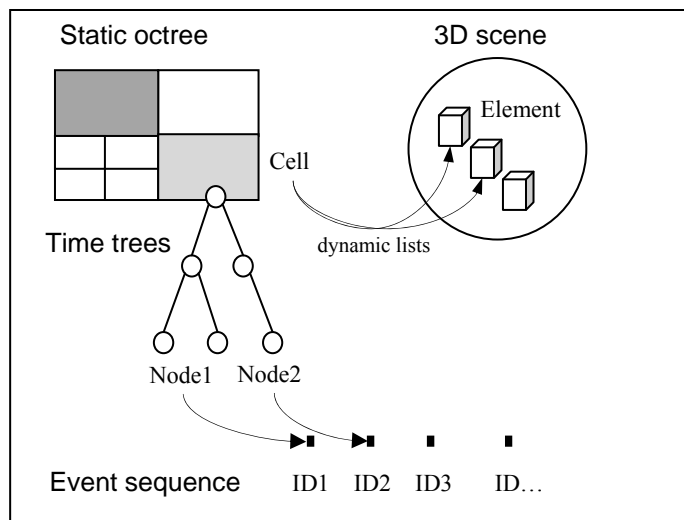 Static octree
3D scene
Element
Cell
dynamic lists
Time trees
Node1
Node2
Event sequence
ID1
ID2
ID3
ID…